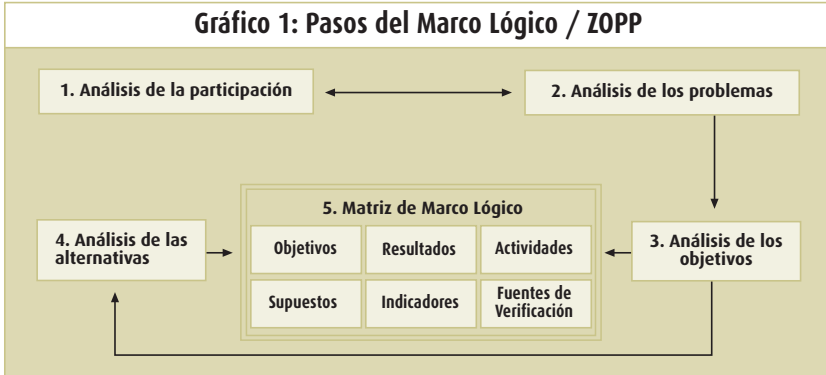 Gráfico 1: Pasos del Marco Lógico / ZOPP
1. Análisis de la participación
2. Análisis de los problemas
5. Matriz de Marco Lógico
4. Análisis de las
alternativas
Objetivos
Resultados
Actividades
3. Análisis de los
objetivos
Supuestos
Indicadores
Fuentes de
Verificación